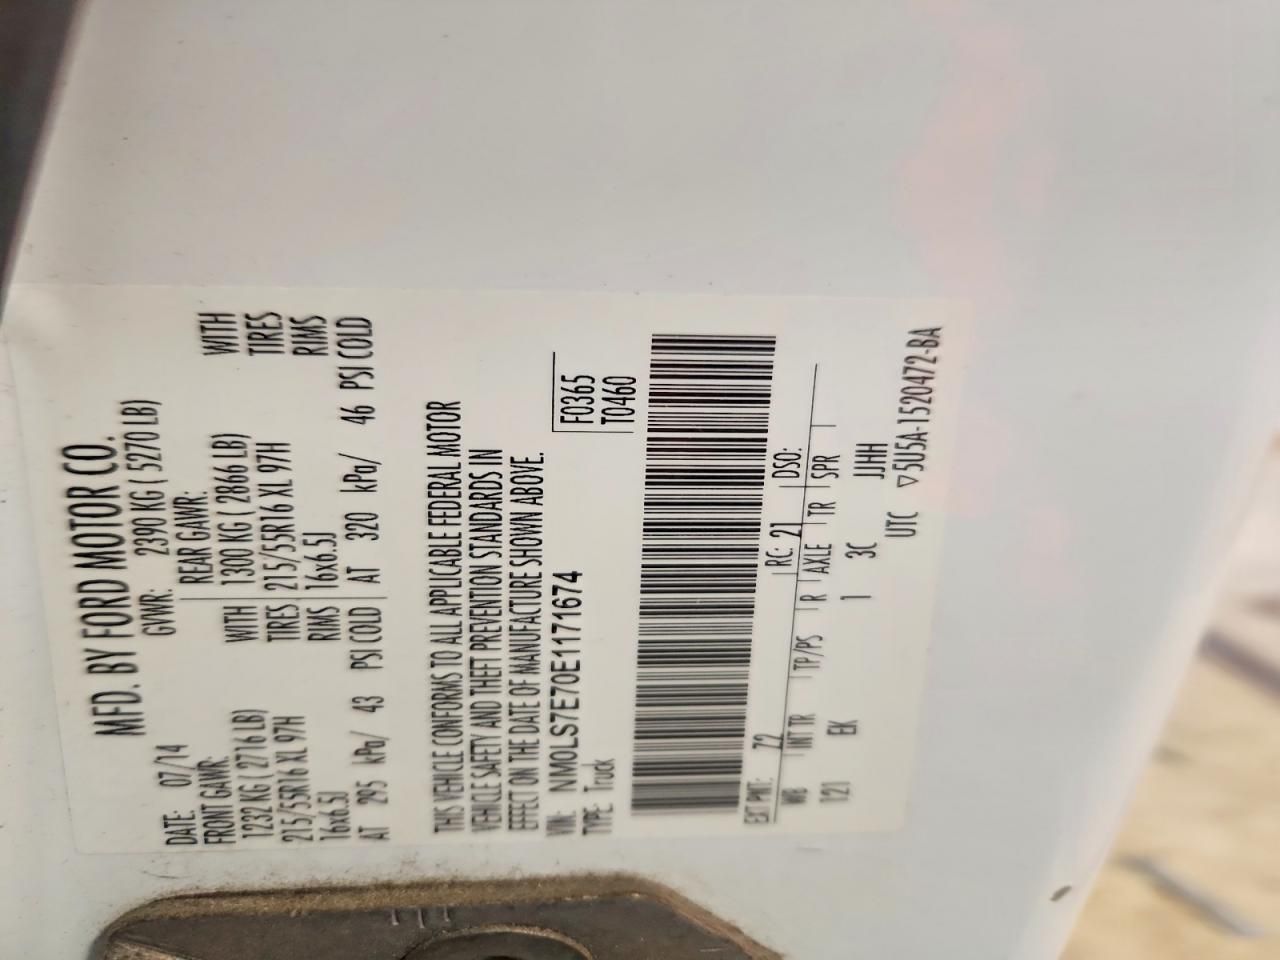 MFD. BY FORD MOTOR CO.
DATE: 07/14 GVWR: 2390 KG ( 5270 LB)
FRONT GAWR: REAR GAWR:
1232 KG ( 2716 LB) WITH 1300 KG ( 2866 LB) WITH
215/55R16 XL 97H TIRES 215/55R16 XL 97H TIRES
16x6.5J RIMS 16x6.5J RIMS
AT 295 kPa/ 43 PSI COLD AT 320 kPa/ 46 PSI COLD
THIS VEHICLE CONFORMS TO ALL APPLICABLE FEDERAL MOTOR
VEHICLE SAFETY AND THEFT PREVENTION STANDARDS IN
EFFECT ON THE DATE OF MANUFACTURE SHOWN ABOVE.
VIN: NM0LS7E70E1171674 F0365
TYPE: Truck T0460
EXT PNT: 72 RC: 21 DSO:
WB INT TR TP/PS R AXLE TR SPR
121 EK 1 3C JJHH
UTC ▽5U5A-1520472-BA